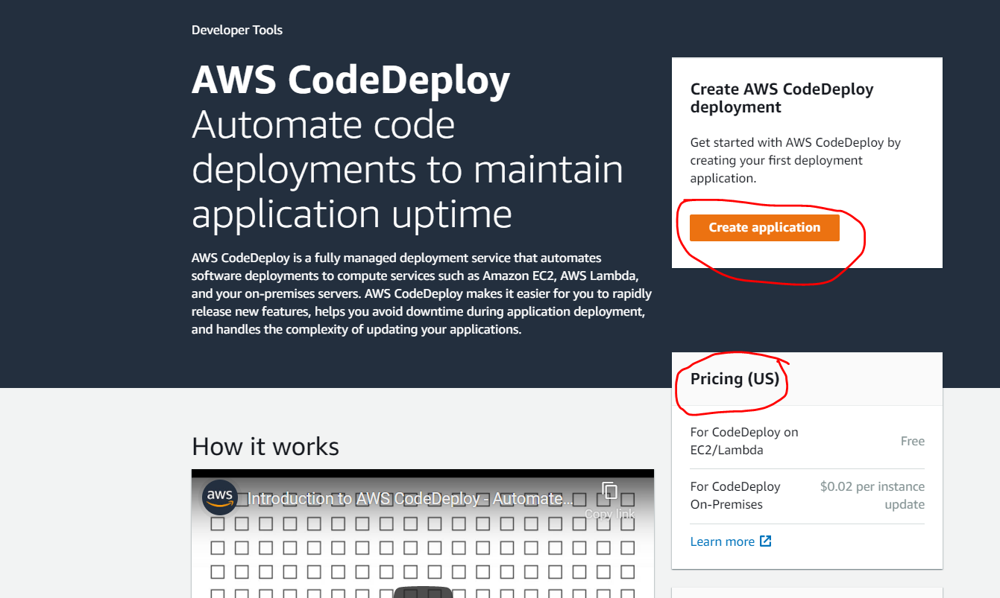 Developer Tools
AWS CodeDeploy
Automate code
deployments to maintain
application uptime
AWS CodeDeploy is a fully managed deployment service that automates
software deployments to compute services such as Amazon EC2, AWS Lambda,
and your on-premises servers. AWS CodeDeploy makes it easier for you to rapidly
release new features, helps you avoid downtime during application deployment,
and handles the complexity of updating your applications.
Create AWS CodeDeploy
deployment
Get started with AWS CodeDeploy by
creating your first deployment
application.
Create application
Pricing (US)
For CodeDeploy on
EC2/Lambda
Free
For CodeDeploy
On-Premises
$0.02 per instance
update
Learn more
How it works
aws
Introduction to AWS CodeDeploy - Automate...
Copy link